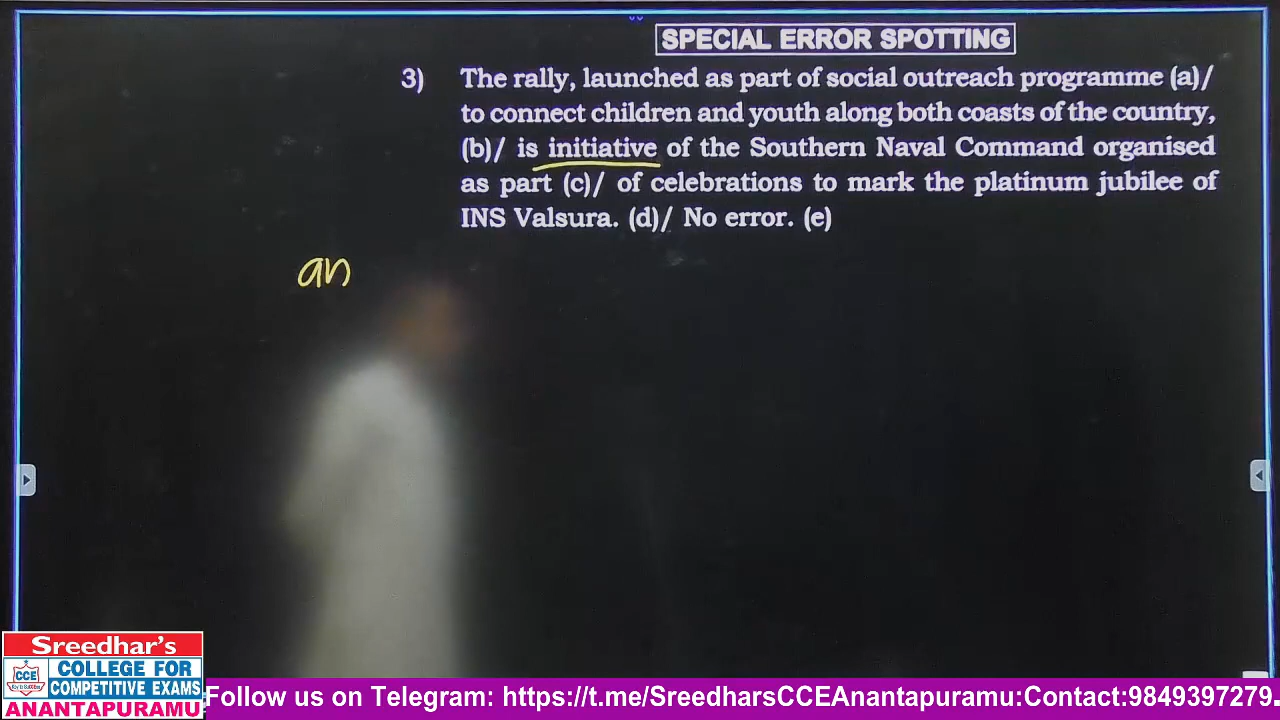 SPECIAL ERROR SPOTTING
3) The rally, launched as part of social outreach programme (a)/
to connect children and youth along both coasts of the country,
(b)/ is initiative of the Southern Naval Command organised
as part (c)/ of celebrations to mark the platinum jubilee of
INS Valsura. (d)/ No error. (e)
an
Sreedhar's
CCE
COLLEGE FOR
COMPETITIVE EXAMS
ANANTAPURAMU
Follow us on Telegram: https://t.me/SreedharsCCEAnantapuramu:Contact:9849397279.